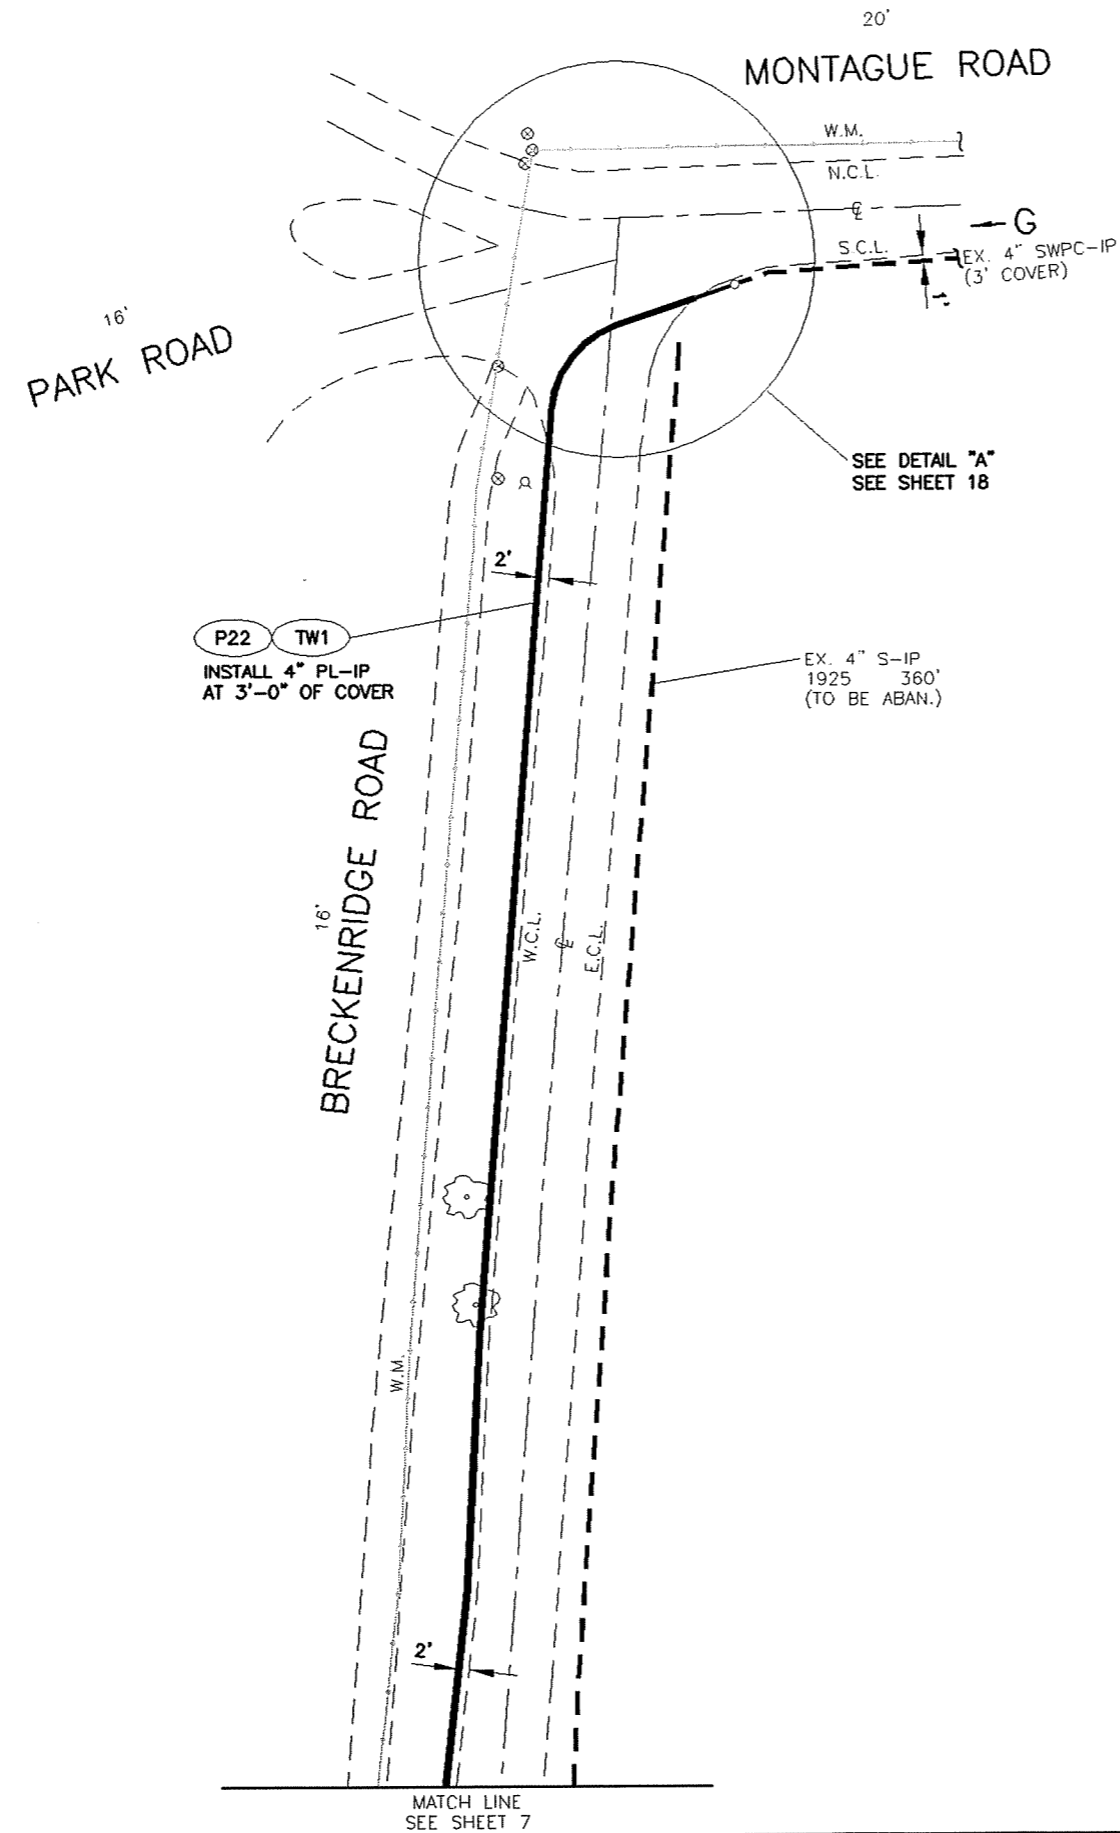 20'
MONTAGUE ROAD
W.M.
N.C.L.
℄
G
S.C.L.
EX. 4" SWPC-IP
(3' COVER)
1'
16'
PARK ROAD
SEE DETAIL "A"
SEE SHEET 18
2'
P22 TW1
INSTALL 4" PL-IP
AT 3'-0" OF COVER
EX. 4" S-IP
1925 360'
(TO BE ABAN.)
16'
BRECKENRIDGE ROAD
W.C.L.
℄
E.C.L.
W.M.
2'
MATCH LINE
SEE SHEET 7